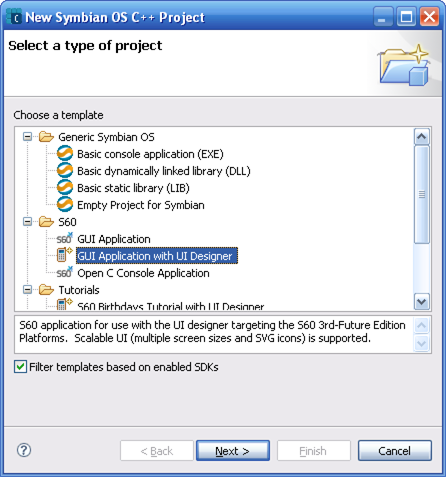 New Symbian OS C++ Project
Select a type of project
Choose a template
Generic Symbian OS
Basic console application (EXE)
Basic dynamically linked library (DLL)
Basic static library (LIB)
Empty Project for Symbian
S60
S60 GUI Application
GUI Application with UI Designer
S60 Open C Console Application
Tutorials
S60 Birthdays Tutorial with UI Designer
S60 application for use with the UI designer targeting the S60 3rd-Future Edition
Platforms.  Scalable UI (multiple screen sizes and SVG icons) is supported.
Filter templates based on enabled SDKs
? < Back Next > Finish Cancel